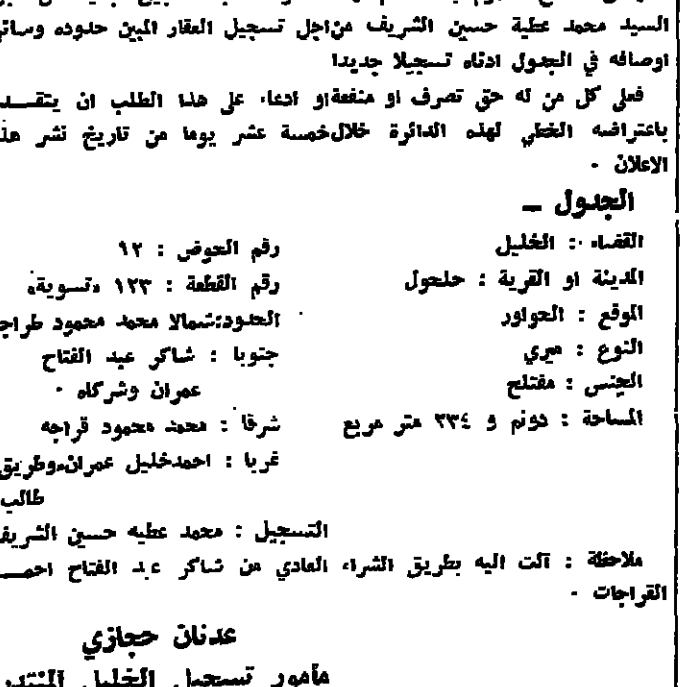 السيد محمد عطية حسين الشريف من اجل تسجيل العقار المبين حدوده وسائر
اوصافه في الجدول ادناه تسجيلا جديدا
فعلى كل من له حق تصرف او منفعة او ادعاء على هذا الطلب ان يتقدم
باعتراضه الخطي لهذه الدائرة خلال خمسة عشر يوما من تاريخ نشر هذا
الاعلان .
الجدول ــ
القضاء : الخليل
رقم الحوض : ١٢
المدينة او القرية : حلحول
رقم القطعة : ١٢٣ «تسوية»
الموقع : الحواور
الحدود: شمالا محمد محمود
النوع : ميري
جنوبا : شاكر عبد الفتاح
عمران وشركاه .
الجنس : مفتلح
شرقا : محمد محمود قراجه
المساحة : دونم و ٢٣٤ متر مربع
غربا : احمد خليل عمران وطريق
طالب
التسجيل : محمد عطيه حسين الشريف
ملاحظة : آلت اليه بطريق الشراء العادي من شاكر عبد الفتاح
القراجات .
عدنان حجازي
مأمور تسجيل الخليل